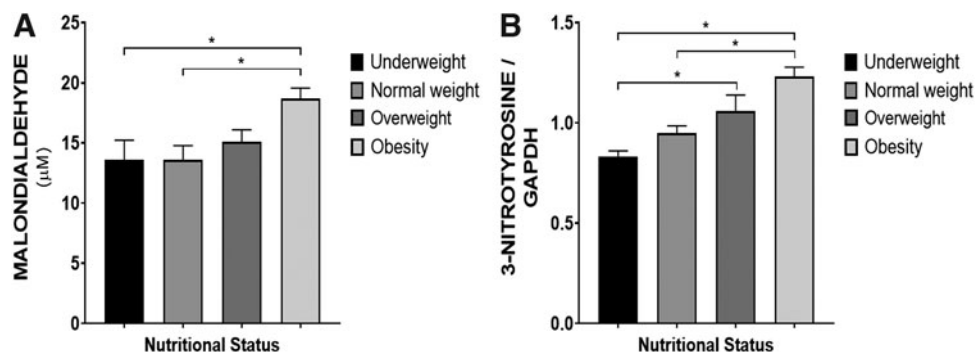 A
MALONDIALDEHYDE
(μM)
25
20
15
10
5
0
*
*
Nutritional Status
Underweight
Normal weight
Overweight
Obesity
B
3-NITROTYROSINE /
GAPDH
1.5
1.0
0.5
0.0
*
*
*
Nutritional Status
Underweight
Normal weight
Overweight
Obesity